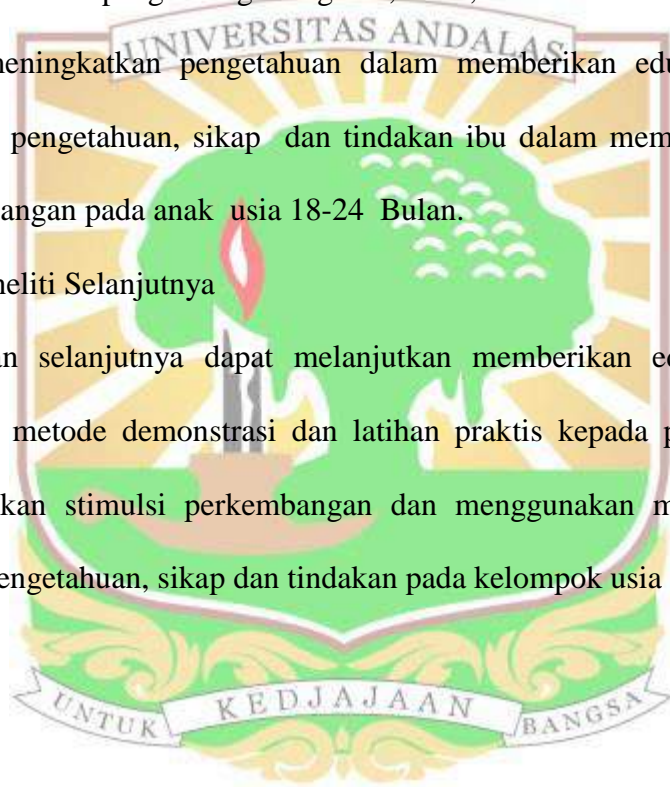 UNIVERSITAS ANDALAS
meningkatkan pengetahuan dalam memberikan edu
pengetahuan, sikap dan tindakan ibu dalam mem
angan pada anak usia 18-24 Bulan.
neliti Selanjutnya
an selanjutnya dapat melanjutkan memberikan e
metode demonstrasi dan latihan praktis kepada p
kan stimulsi perkembangan dan menggunakan m
engetahuan, sikap dan tindakan pada kelompok usia
UNTUK KEDJAJAAN BANGSA